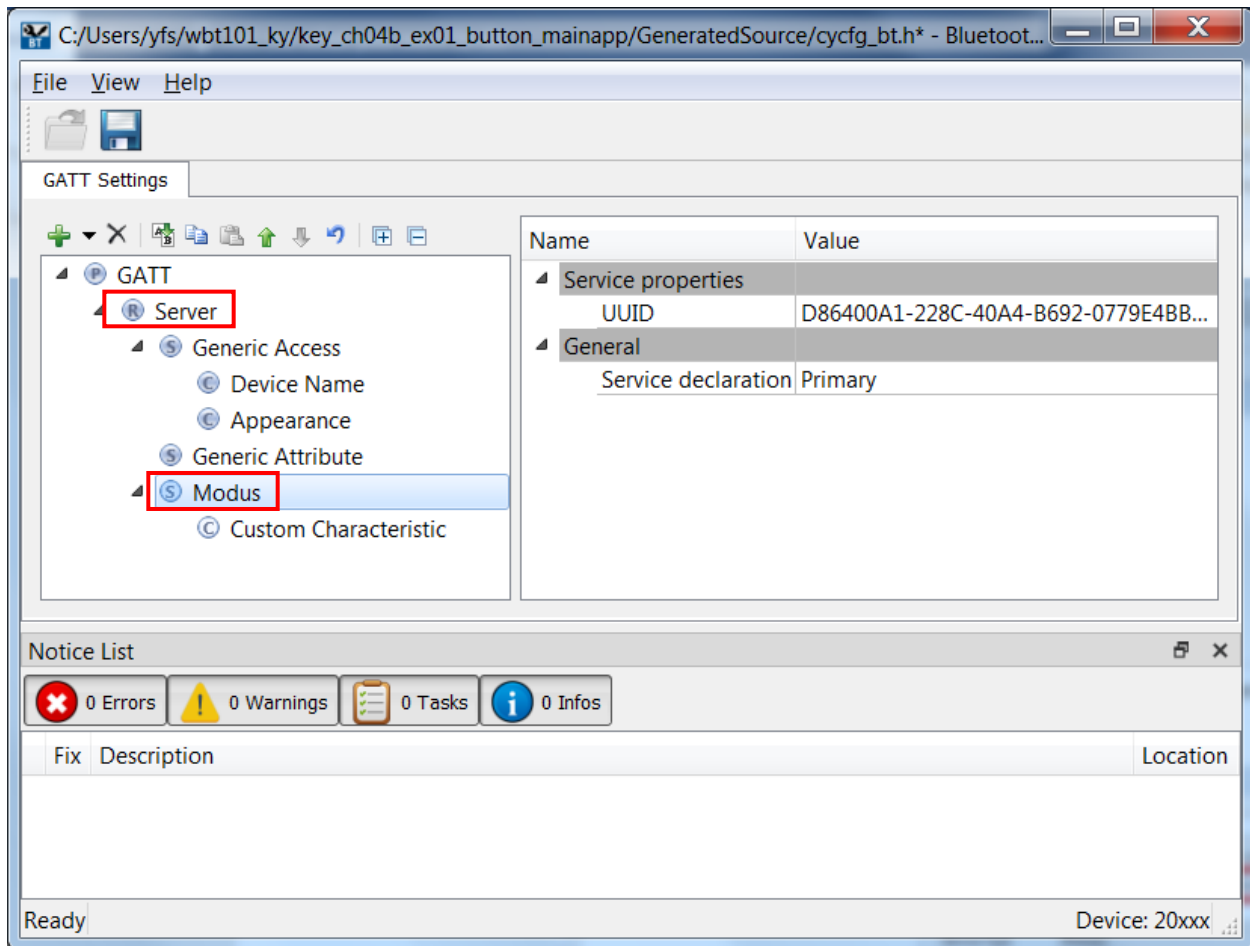 C:/Users/yfs/wbt101_ky/key_ch04b_ex01_button_mainapp/GeneratedSource/cycfg_bt.h* - Bluetoot...
BT
File View Help
GATT Settings
Name Value
P GATT
Service properties
R Server
UUID D86400A1-228C-40A4-B692-0779E4BB...
S Generic Access
General
C Device Name
Service declaration Primary
C Appearance
S Generic Attribute
S Modus
C Custom Characteristic
Notice List
0 Errors 0 Warnings 0 Tasks 0 Infos
Fix Description Location
Ready Device: 20xxx